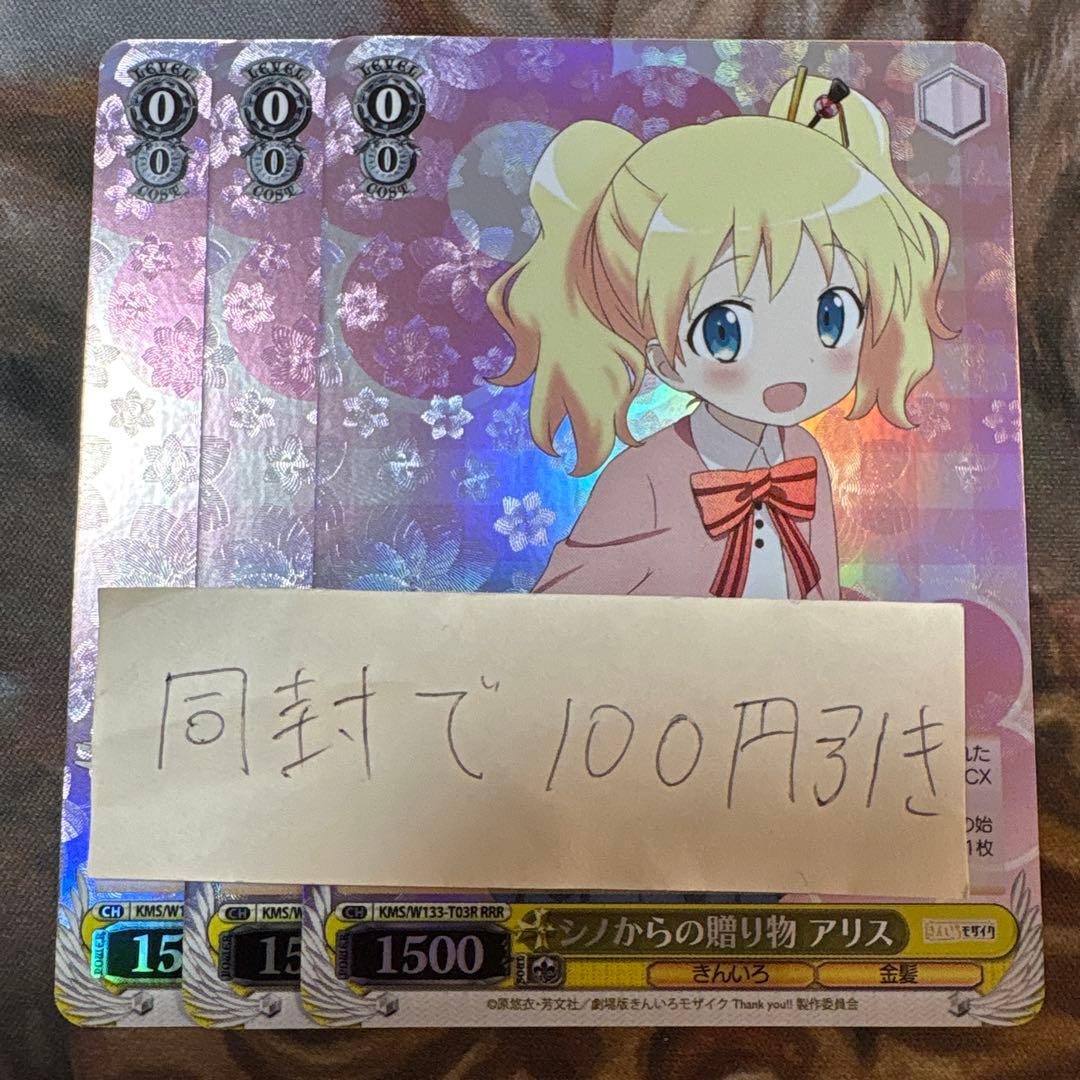 LEVEL
0
0
COST
LEVEL
0
0
COST
LEVEL
0
0
COST
同封で 100円引き
れた
CX
の始
1枚
CH KMS/W1
CH KMS/W
CH KMS/W133-T03R RRR
POWER 15
15
1500
SOUL
シノからの贈り物 アリス
きんいろモザイク
きんいろ 金髪
©原悠衣・芳文社／劇場版きんいろモザイク Thank you!! 製作委員会